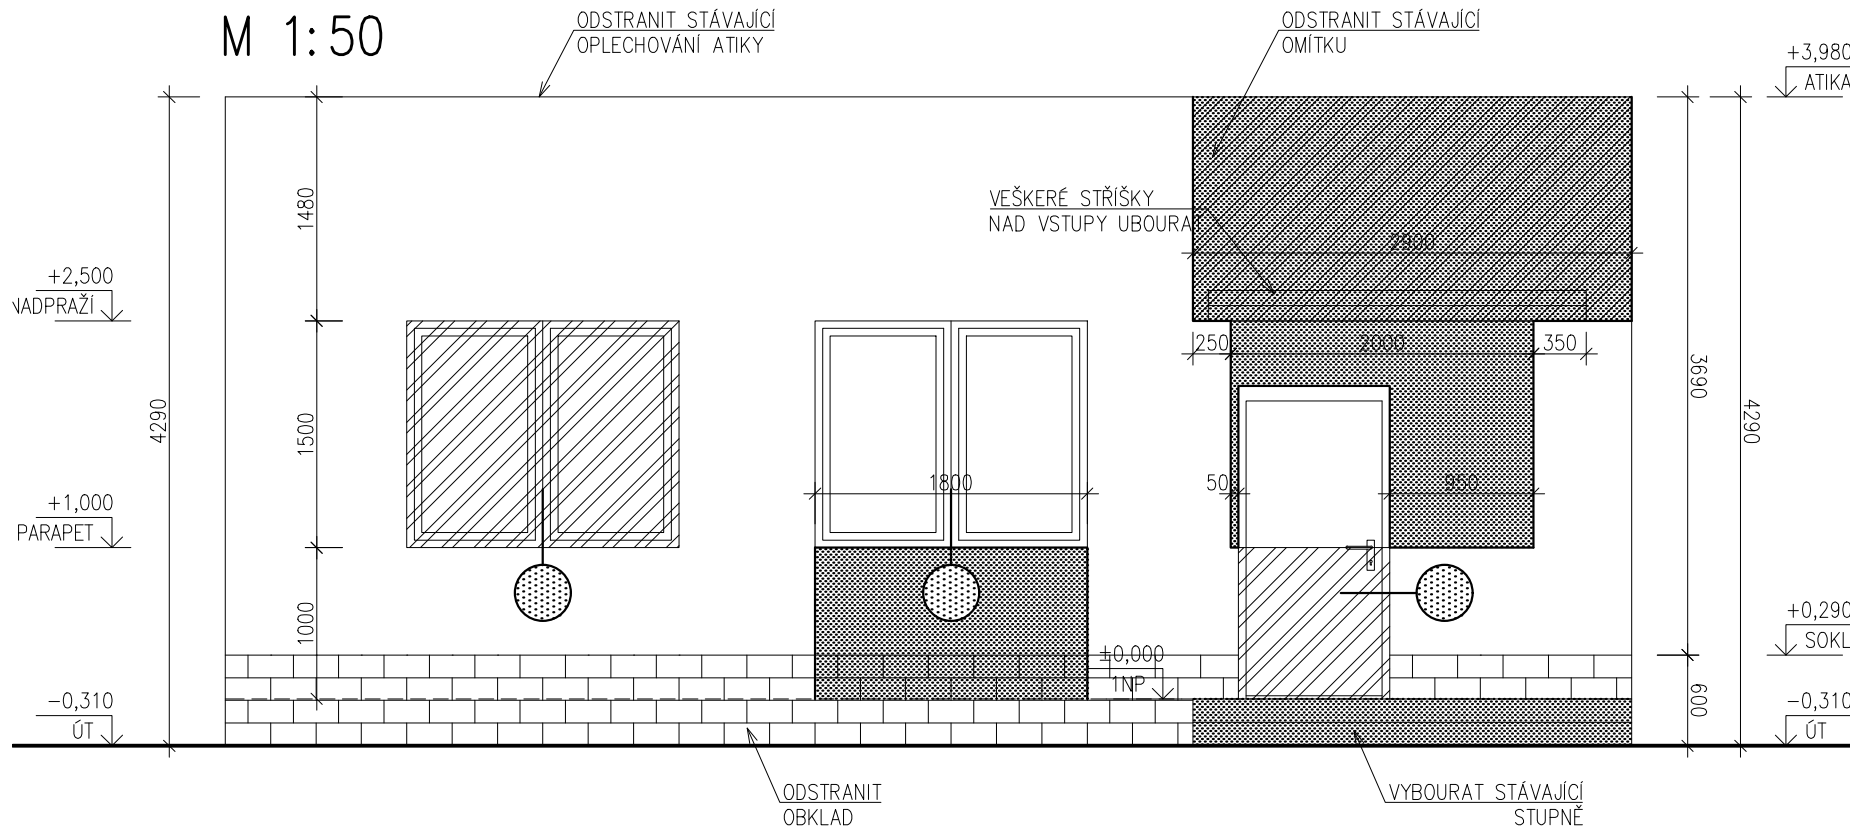 M 1:50
ODSTRANIT STÁVAJÍCÍ
OPLECHOVÁNÍ ATIKY
ODSTRANIT STÁVAJÍCÍ
OMÍTKU
+3,980
ATIKA
VEŠKERÉ STŘÍŠKY
NAD VSTUPY UBOURAT
1480
2900
+2,500
NADPRAŽÍ
250
2000
350
3690
4290
1500
4290
1800
50
950
+1,000
PARAPET
1000
+0,290
SOKL
±0,000
1NP
600
-0,310
ÚT
-0,310
ÚT
ODSTRANIT
OBKLAD
VYBOURAT STÁVAJÍCÍ
STUPNĚ